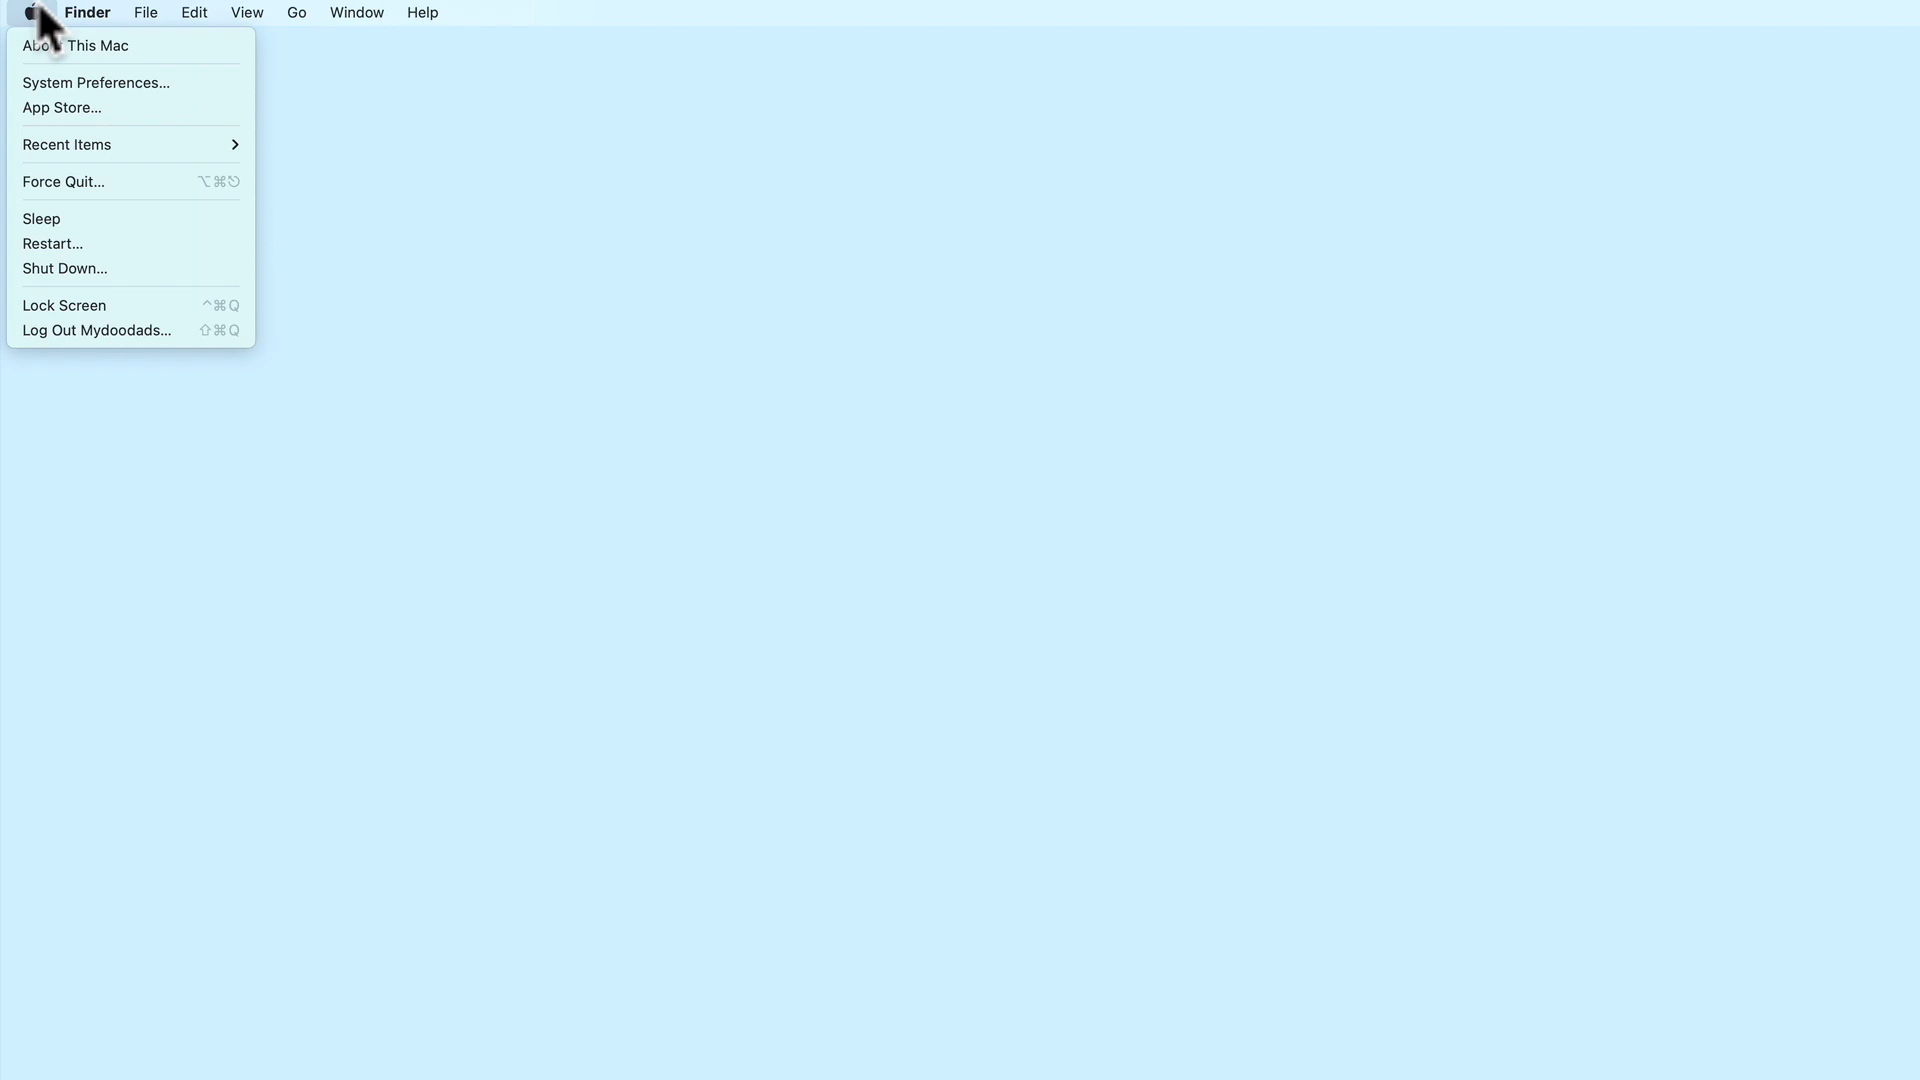 Finder File Edit View Go Window Help
About This Mac
System Preferences...
App Store...
Recent Items
Force Quit... ⌥⌘⎋
Sleep
Restart...
Shut Down...
Lock Screen ^⌘Q
Log Out Mydoodads... ⇧⌘Q